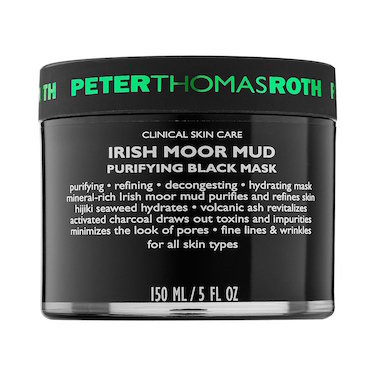 TH PETERTHOMASROTH P
CLINICAL SKIN CARE
IRISH MOOR MUD
PURIFYING BLACK MASK
purifying • refining • decongesting • hydrating mask
mineral-rich Irish moor mud purifies and refines skin
hijiki seaweed hydrates • volcanic ash revitalizes
activated charcoal draws out toxins and impurities
minimizes the look of pores • fine lines & wrinkles
for all skin types
150 ML / 5 FL OZ